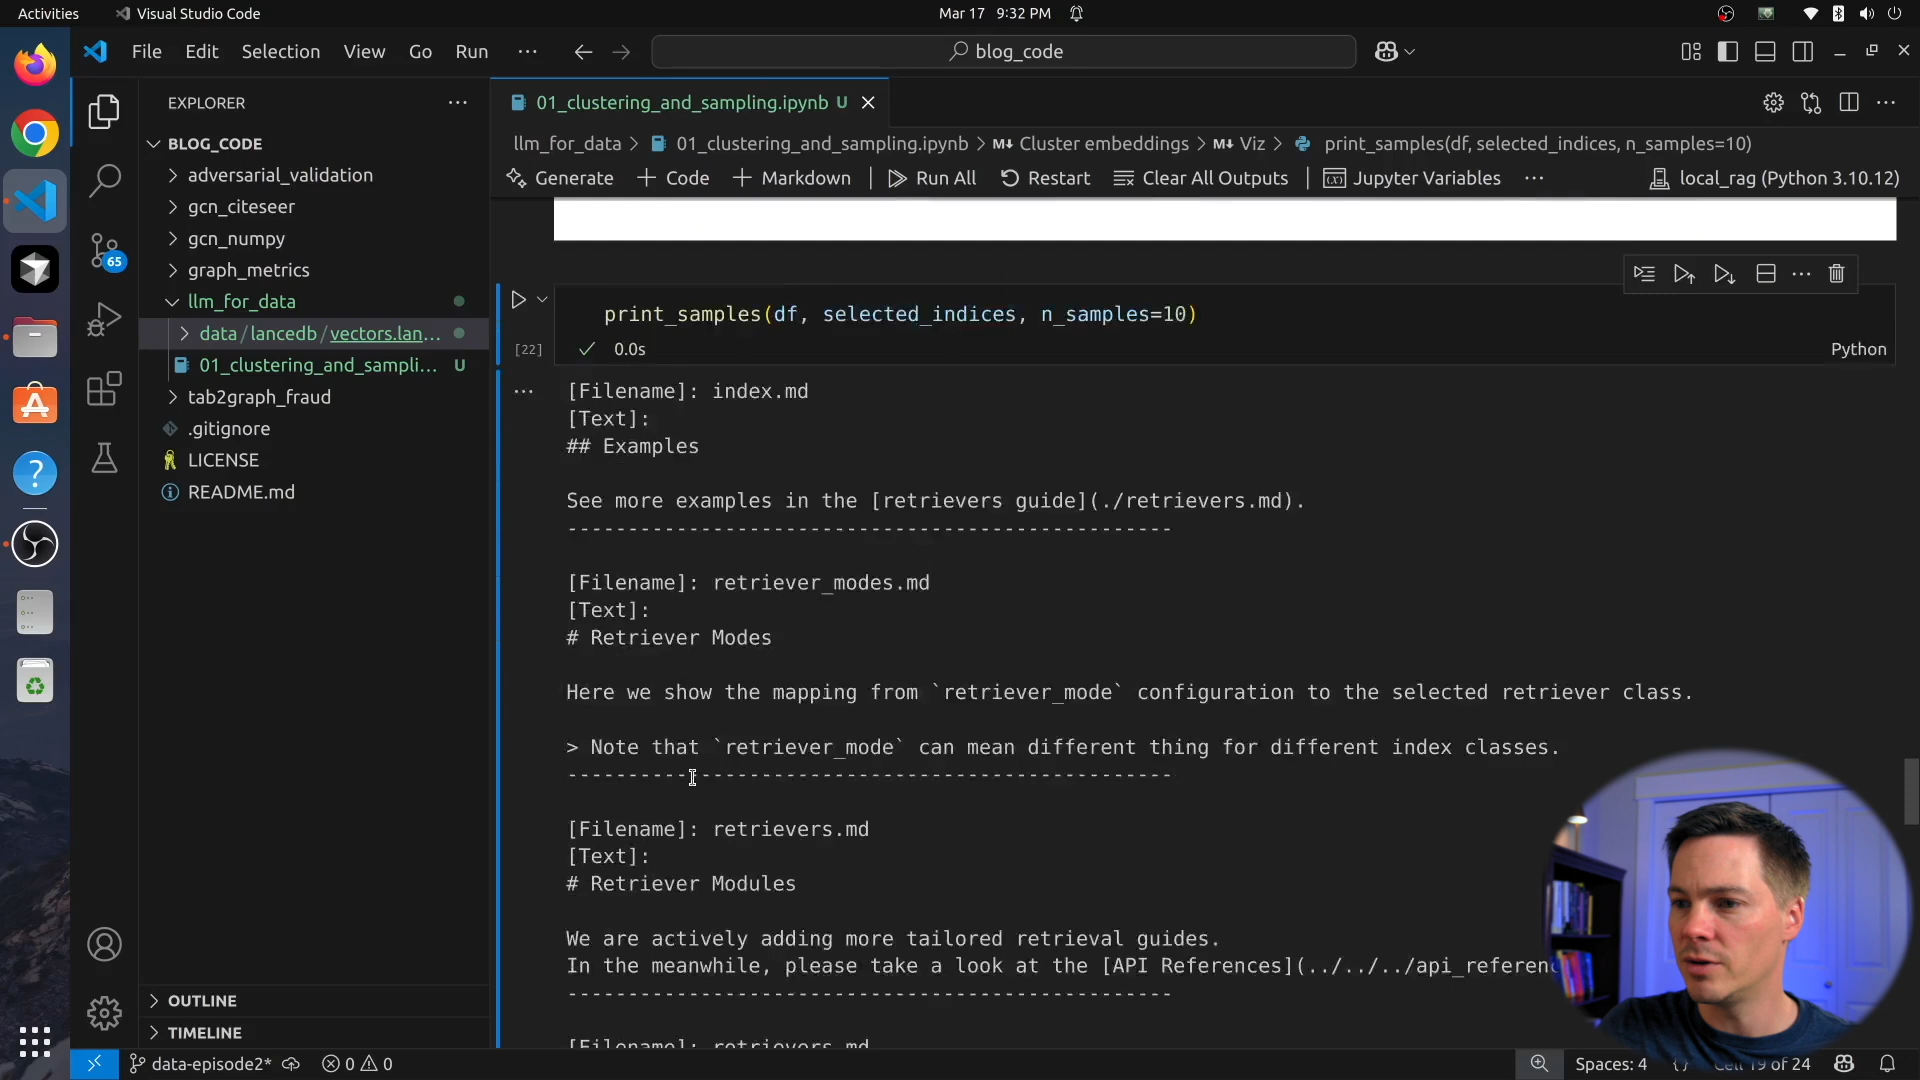 Activities
Visual Studio Code
Mar 17 9:32 PM
File Edit Selection View Go Run ···
blog_code
EXPLORER
BLOG_CODE
adversarial_validation
gcn_citeseer
gcn_numpy
graph_metrics
llm_for_data
data/lancedb/vectors.lan...
01_clustering_and_sampli... U
tab2graph_fraud
.gitignore
LICENSE
README.md
65
OUTLINE
TIMELINE
01_clustering_and_sampling.ipynb U
llm_for_data > 01_clustering_and_sampling.ipynb > M↓ Cluster embeddings > M↓ Viz > print_samples(df, selected_indices, n_samples=10)
Generate + Code + Markdown | Run All Restart Clear All Outputs | Jupyter Variables ··· local_rag (Python 3.10.12)
print_samples(df, selected_indices, n_samples=10)
[22] 0.0s Python
[Filename]: index.md
[Text]:
## Examples
See more examples in the [retrievers guide](./retrievers.md).
--------------------------------------------------
[Filename]: retriever_modes.md
[Text]:
# Retriever Modes
Here we show the mapping from `retriever_mode` configuration to the selected retriever class.
> Note that `retriever_mode` can mean different thing for different index classes.
--------------------------------------------------
[Filename]: retrievers.md
[Text]:
# Retriever Modules
We are actively adding more tailored retrieval guides.
In the meanwhile, please take a look at the [API References](../../../api_referenc
--------------------------------------------------
[Filename]: retrievers.md
data-episode2* 0 0
Spaces: 4 {} Cell 19 of 24